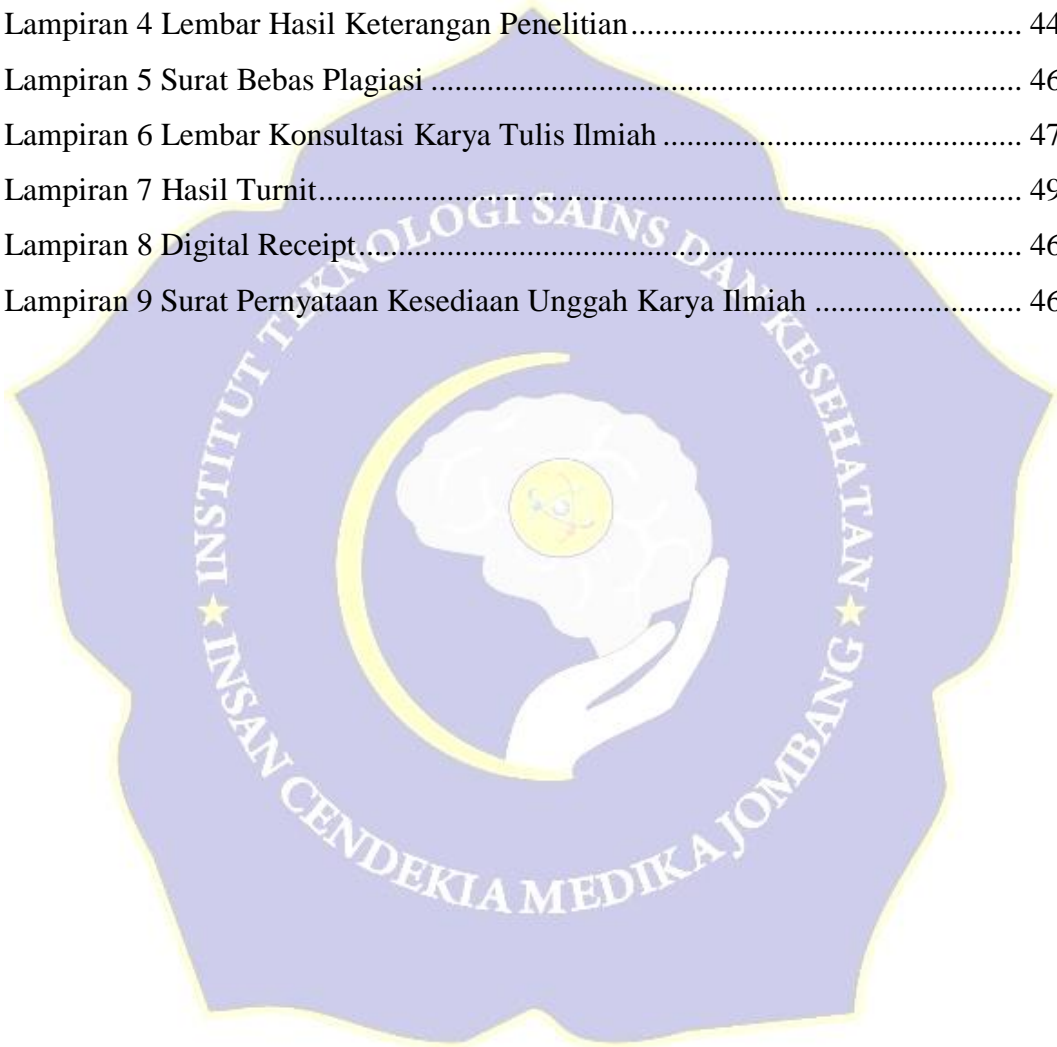 Lampiran 4 Lembar Hasil Keterangan Penelitian.......................................................... 44
Lampiran 5 Surat Bebas Plagiasi ........................................................................................ 46
Lampiran 6 Lembar Konsultasi Karya Tulis Ilmiah ..................................................... 47
Lampiran 7 Hasil Turnit........................................................................................................ 49
Lampiran 8 Digital Receipt................................................................................................... 46
Lampiran 9 Surat Pernyataan Kesediaan Unggah Karya Ilmiah .............................. 46
INSTITUT TEKNOLOGI SAINS DAN KESEHATAN
INSAN CENDEKIA MEDIKA JOMBANG